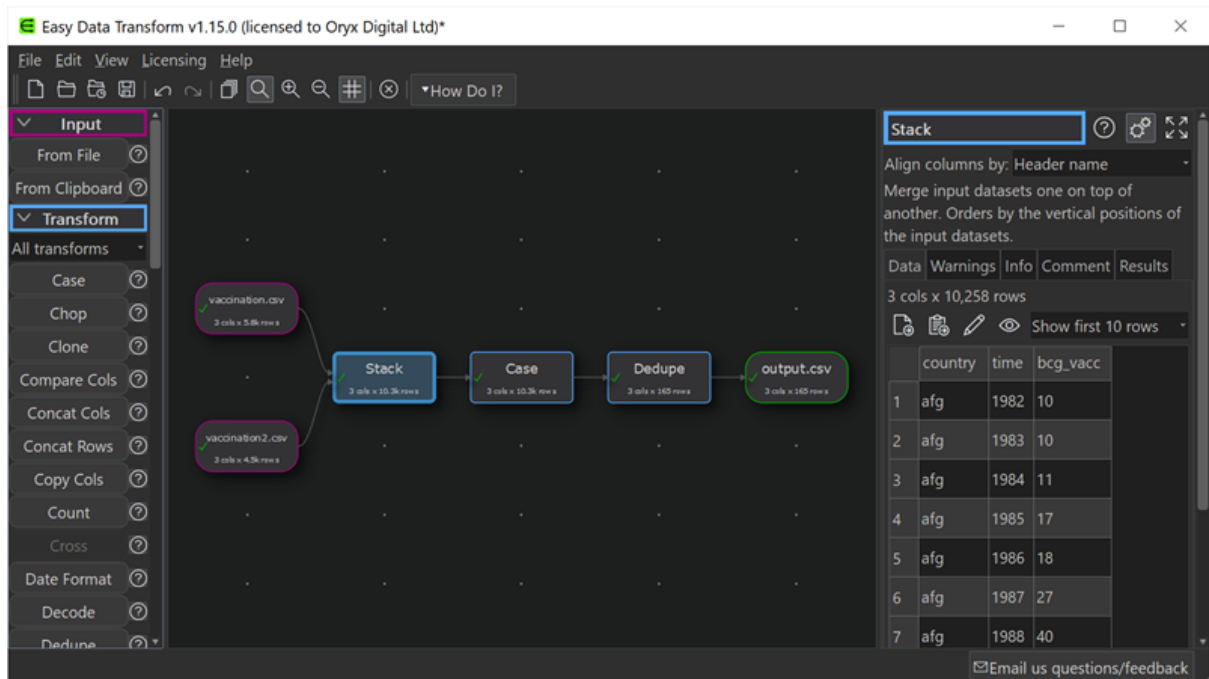 Easy Data Transform v1.15.0 (licensed to Oryx Digital Ltd)*
File Edit View Licensing Help
How Do I?
Input
From File
From Clipboard
Transform
All transforms
Case
Chop
Clone
Compare Cols
Concat Cols
Concat Rows
Copy Cols
Count
Cross
Date Format
Decode
Dedupe
vaccination.csv
3 cols x 5.8k rows
vaccination2.csv
3 cols x 4.5k rows
Stack
3 cols x 10.3k rows
Case
3 cols x 10.3k rows
Dedupe
3 cols x 165 rows
output.csv
3 cols x 165 rows
Stack
Align columns by: Header name
Merge input datasets one on top of
another. Orders by the vertical positions of
the input datasets.
Data Warnings Info Comment Results
3 cols x 10,258 rows
Show first 10 rows
country time bcg_vacc
1 afg 1982 10
2 afg 1983 10
3 afg 1984 11
4 afg 1985 17
5 afg 1986 18
6 afg 1987 27
7 afg 1988 40
Email us questions/feedback